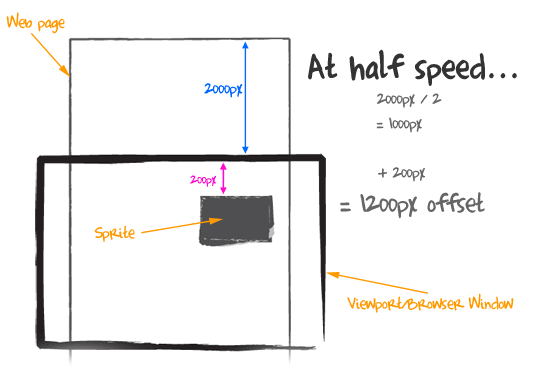 Web page
At half speed...
2000px
2000px / 2
= 1000px
200px
+ 200px
= 1200px offset
Sprite
Viewport/Browser Window